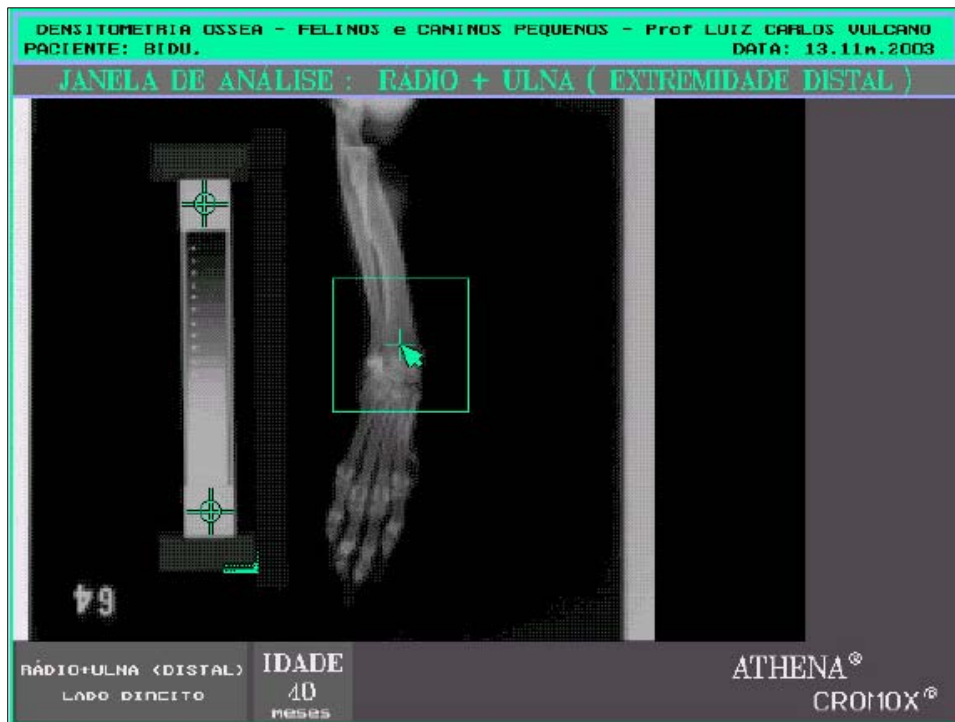 DENSITOMETRIA OSSEA - FELINOS e CANINOS PEQUENOS - Prof LUIZ CARLOS VULCANO
PACIENTE: BIDU. DATA: 13.11m.2003
JANELA DE ANÁLISE : RÁDIO + ULNA ( EXTREMIDADE DISTAL )
64
RÁDIO+ULNA (DISTAL)
LADO DIREITO
IDADE
40
meses
ATHENA®
CROMOX®